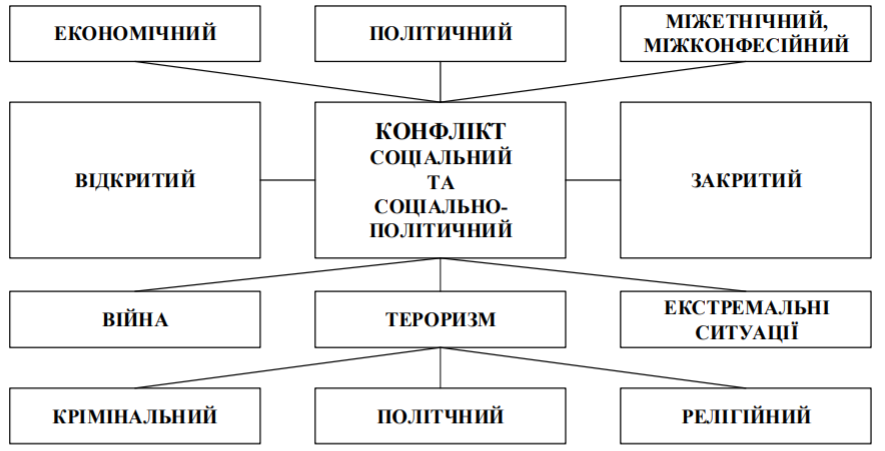 ЕКОНОМІЧНИЙ
ПОЛІТИЧНИЙ
МІЖЕТНІЧНИЙ,
МІЖКОНФЕСІЙНИЙ
ВІДКРИТИЙ
КОНФЛІКТ
СОЦІАЛЬНИЙ
ТА
СОЦІАЛЬНО-
ПОЛІТИЧНИЙ
ЗАКРИТИЙ
ВІЙНА
ТЕРОРИЗМ
ЕКСТРЕМАЛЬНІ
СИТУАЦІЇ
КРІМІНАЛЬНИЙ
ПОЛІТЧНИЙ
РЕЛІГІЙНИЙ